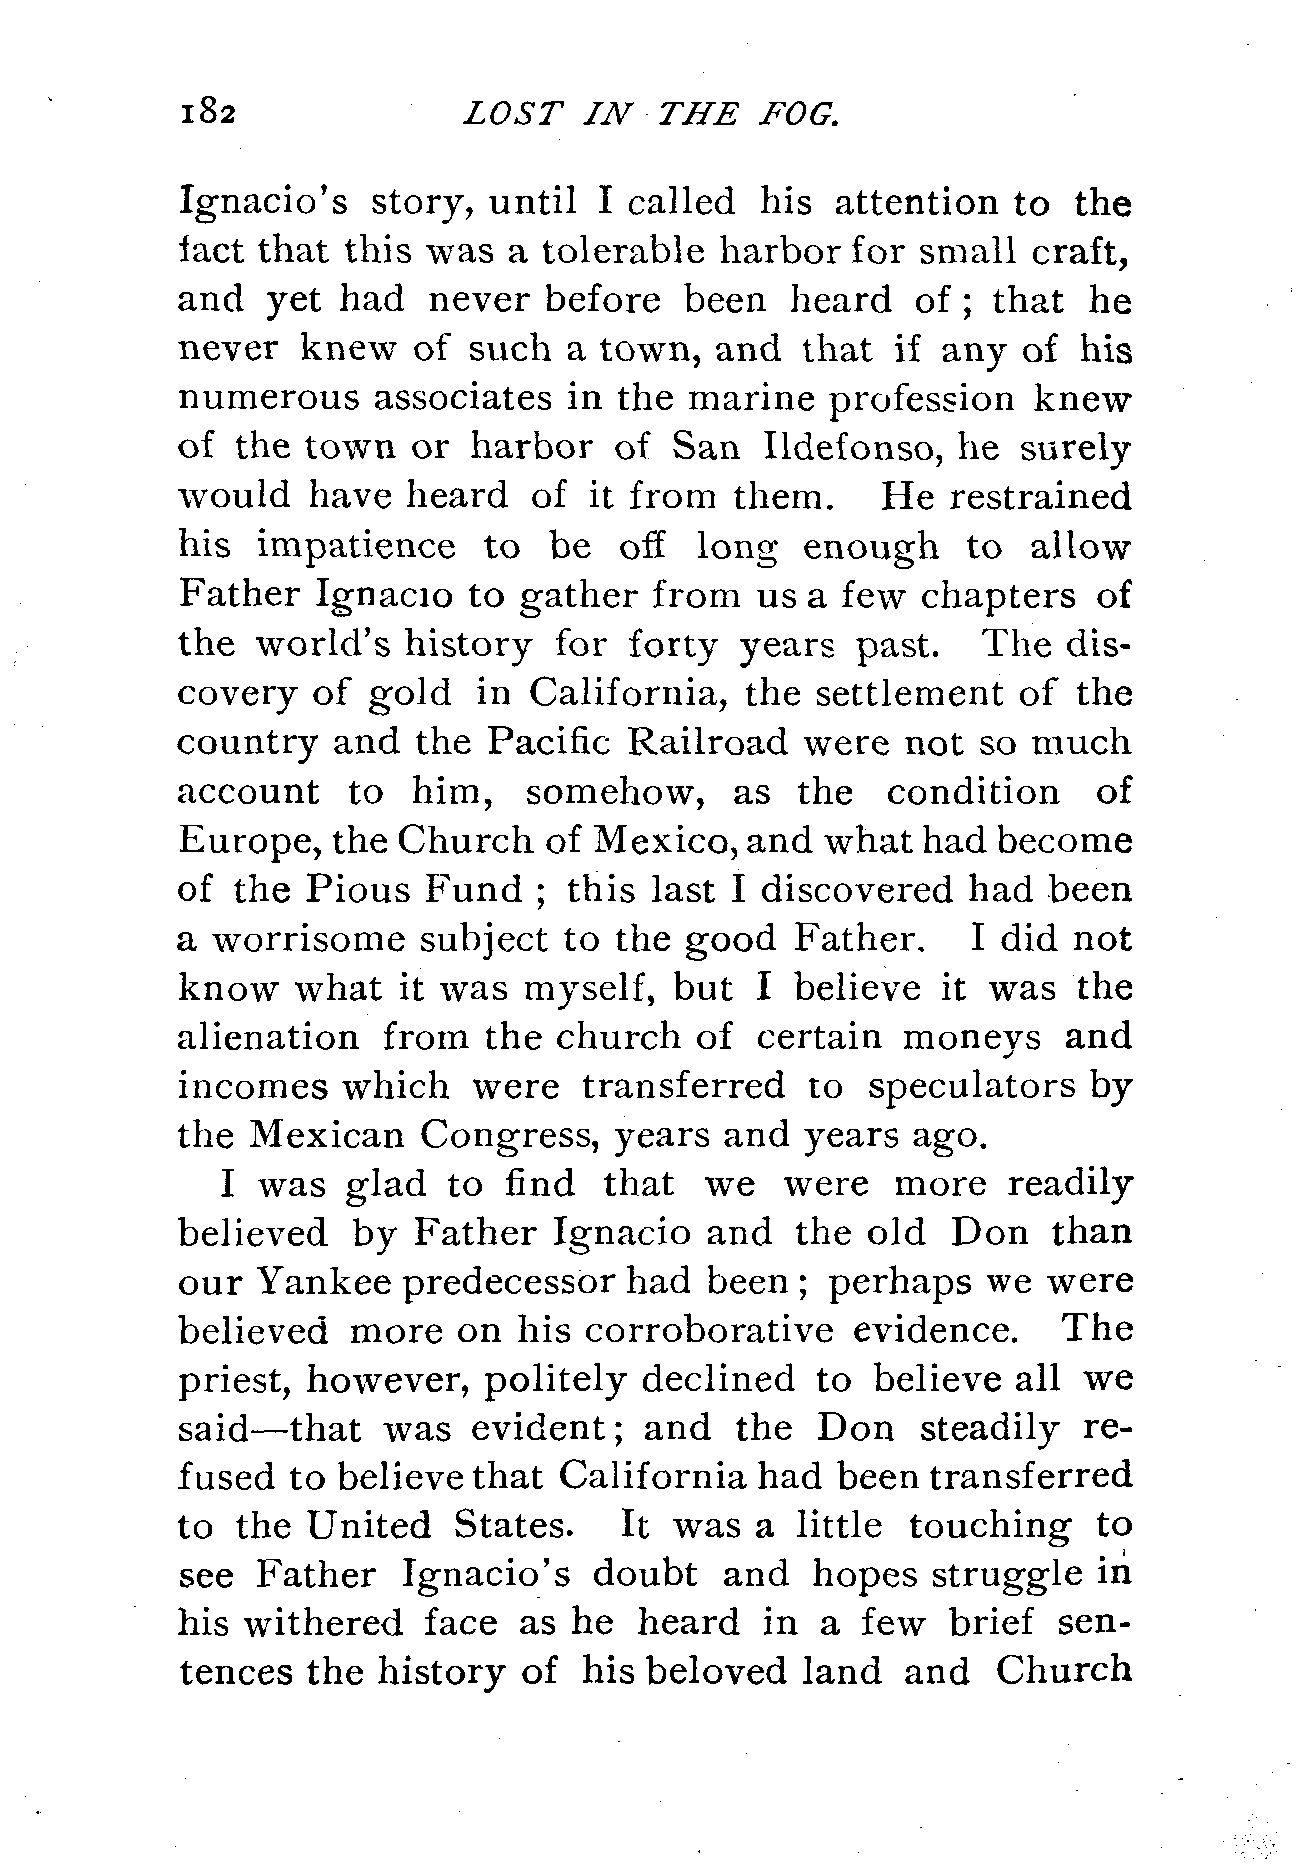 182 LOST IN THE FOG.
Ignacio's story, until I called his attention to the
fact that this was a tolerable harbor for small craft,
and yet had never before been heard of ; that he
never knew of such a town, and that if any of his
numerous associates in the marine profession knew
of the town or harbor of San Ildefonso, he surely
would have heard of it from them. He restrained
his impatience to be off long enough to allow
Father Ignacio to gather from us a few chapters of
the world's history for forty years past. The dis-
covery of gold in California, the settlement of the
country and the Pacific Railroad were not so much
account to him, somehow, as the condition of
Europe, the Church of Mexico, and what had become
of the Pious Fund ; this last I discovered had been
a worrisome subject to the good Father. I did not
know what it was myself, but I believe it was the
alienation from the church of certain moneys and
incomes which were transferred to speculators by
the Mexican Congress, years and years ago.
I was glad to find that we were more readily
believed by Father Ignacio and the old Don than
our Yankee predecessor had been ; perhaps we were
believed more on his corroborative evidence. The
priest, however, politely declined to believe all we
said—that was evident ; and the Don steadily re-
fused to believe that California had been transferred
to the United States. It was a little touching to
see Father Ignacio's doubt and hopes struggle in
his withered face as he heard in a few brief sen-
tences the history of his beloved land and Church